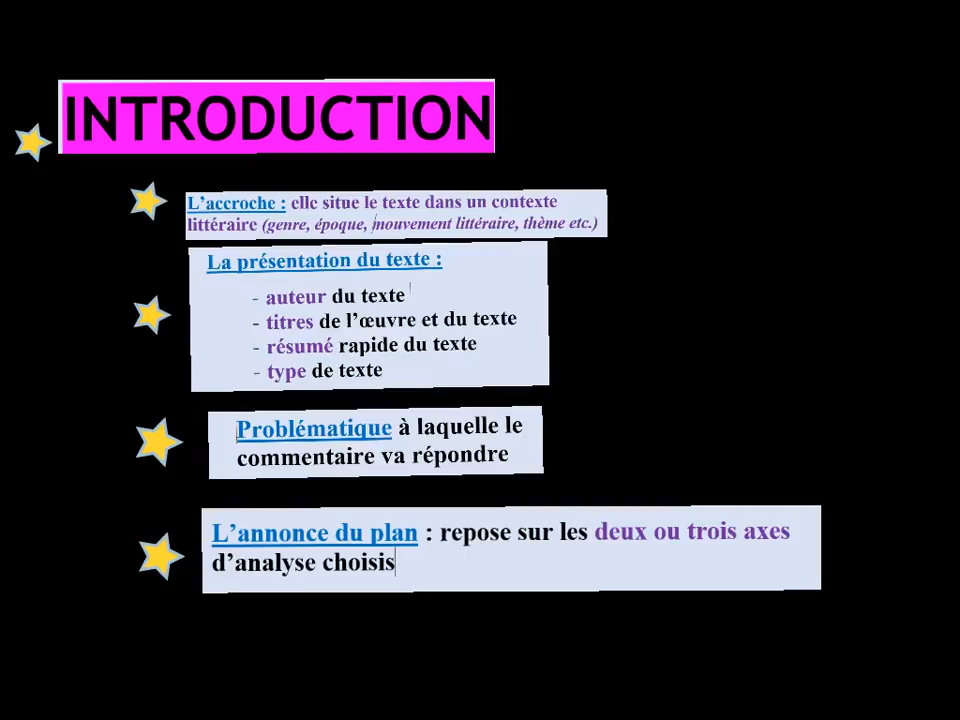 INTRODUCTION
L'accroche : elle situe le texte dans un contexte
littéraire (genre, époque, mouvement littéraire, thème etc.)
La présentation du texte :
- auteur du texte
- titres de l'œuvre et du texte
- résumé rapide du texte
- type de texte
Problématique à laquelle le
commentaire va répondre
L'annonce du plan : repose sur les deux ou trois axes
d'analyse choisis